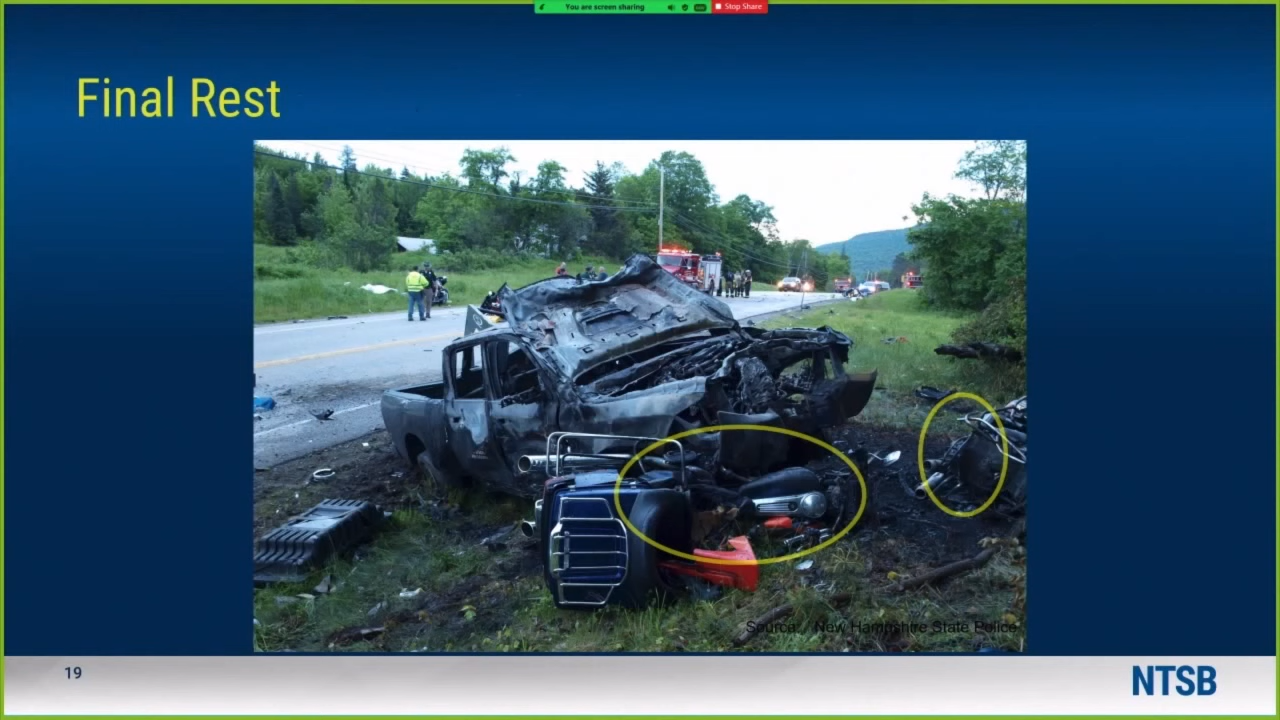 You are screen sharing
Stop Share
Final Rest
Source: New Hampshire State Police
19
NTSB